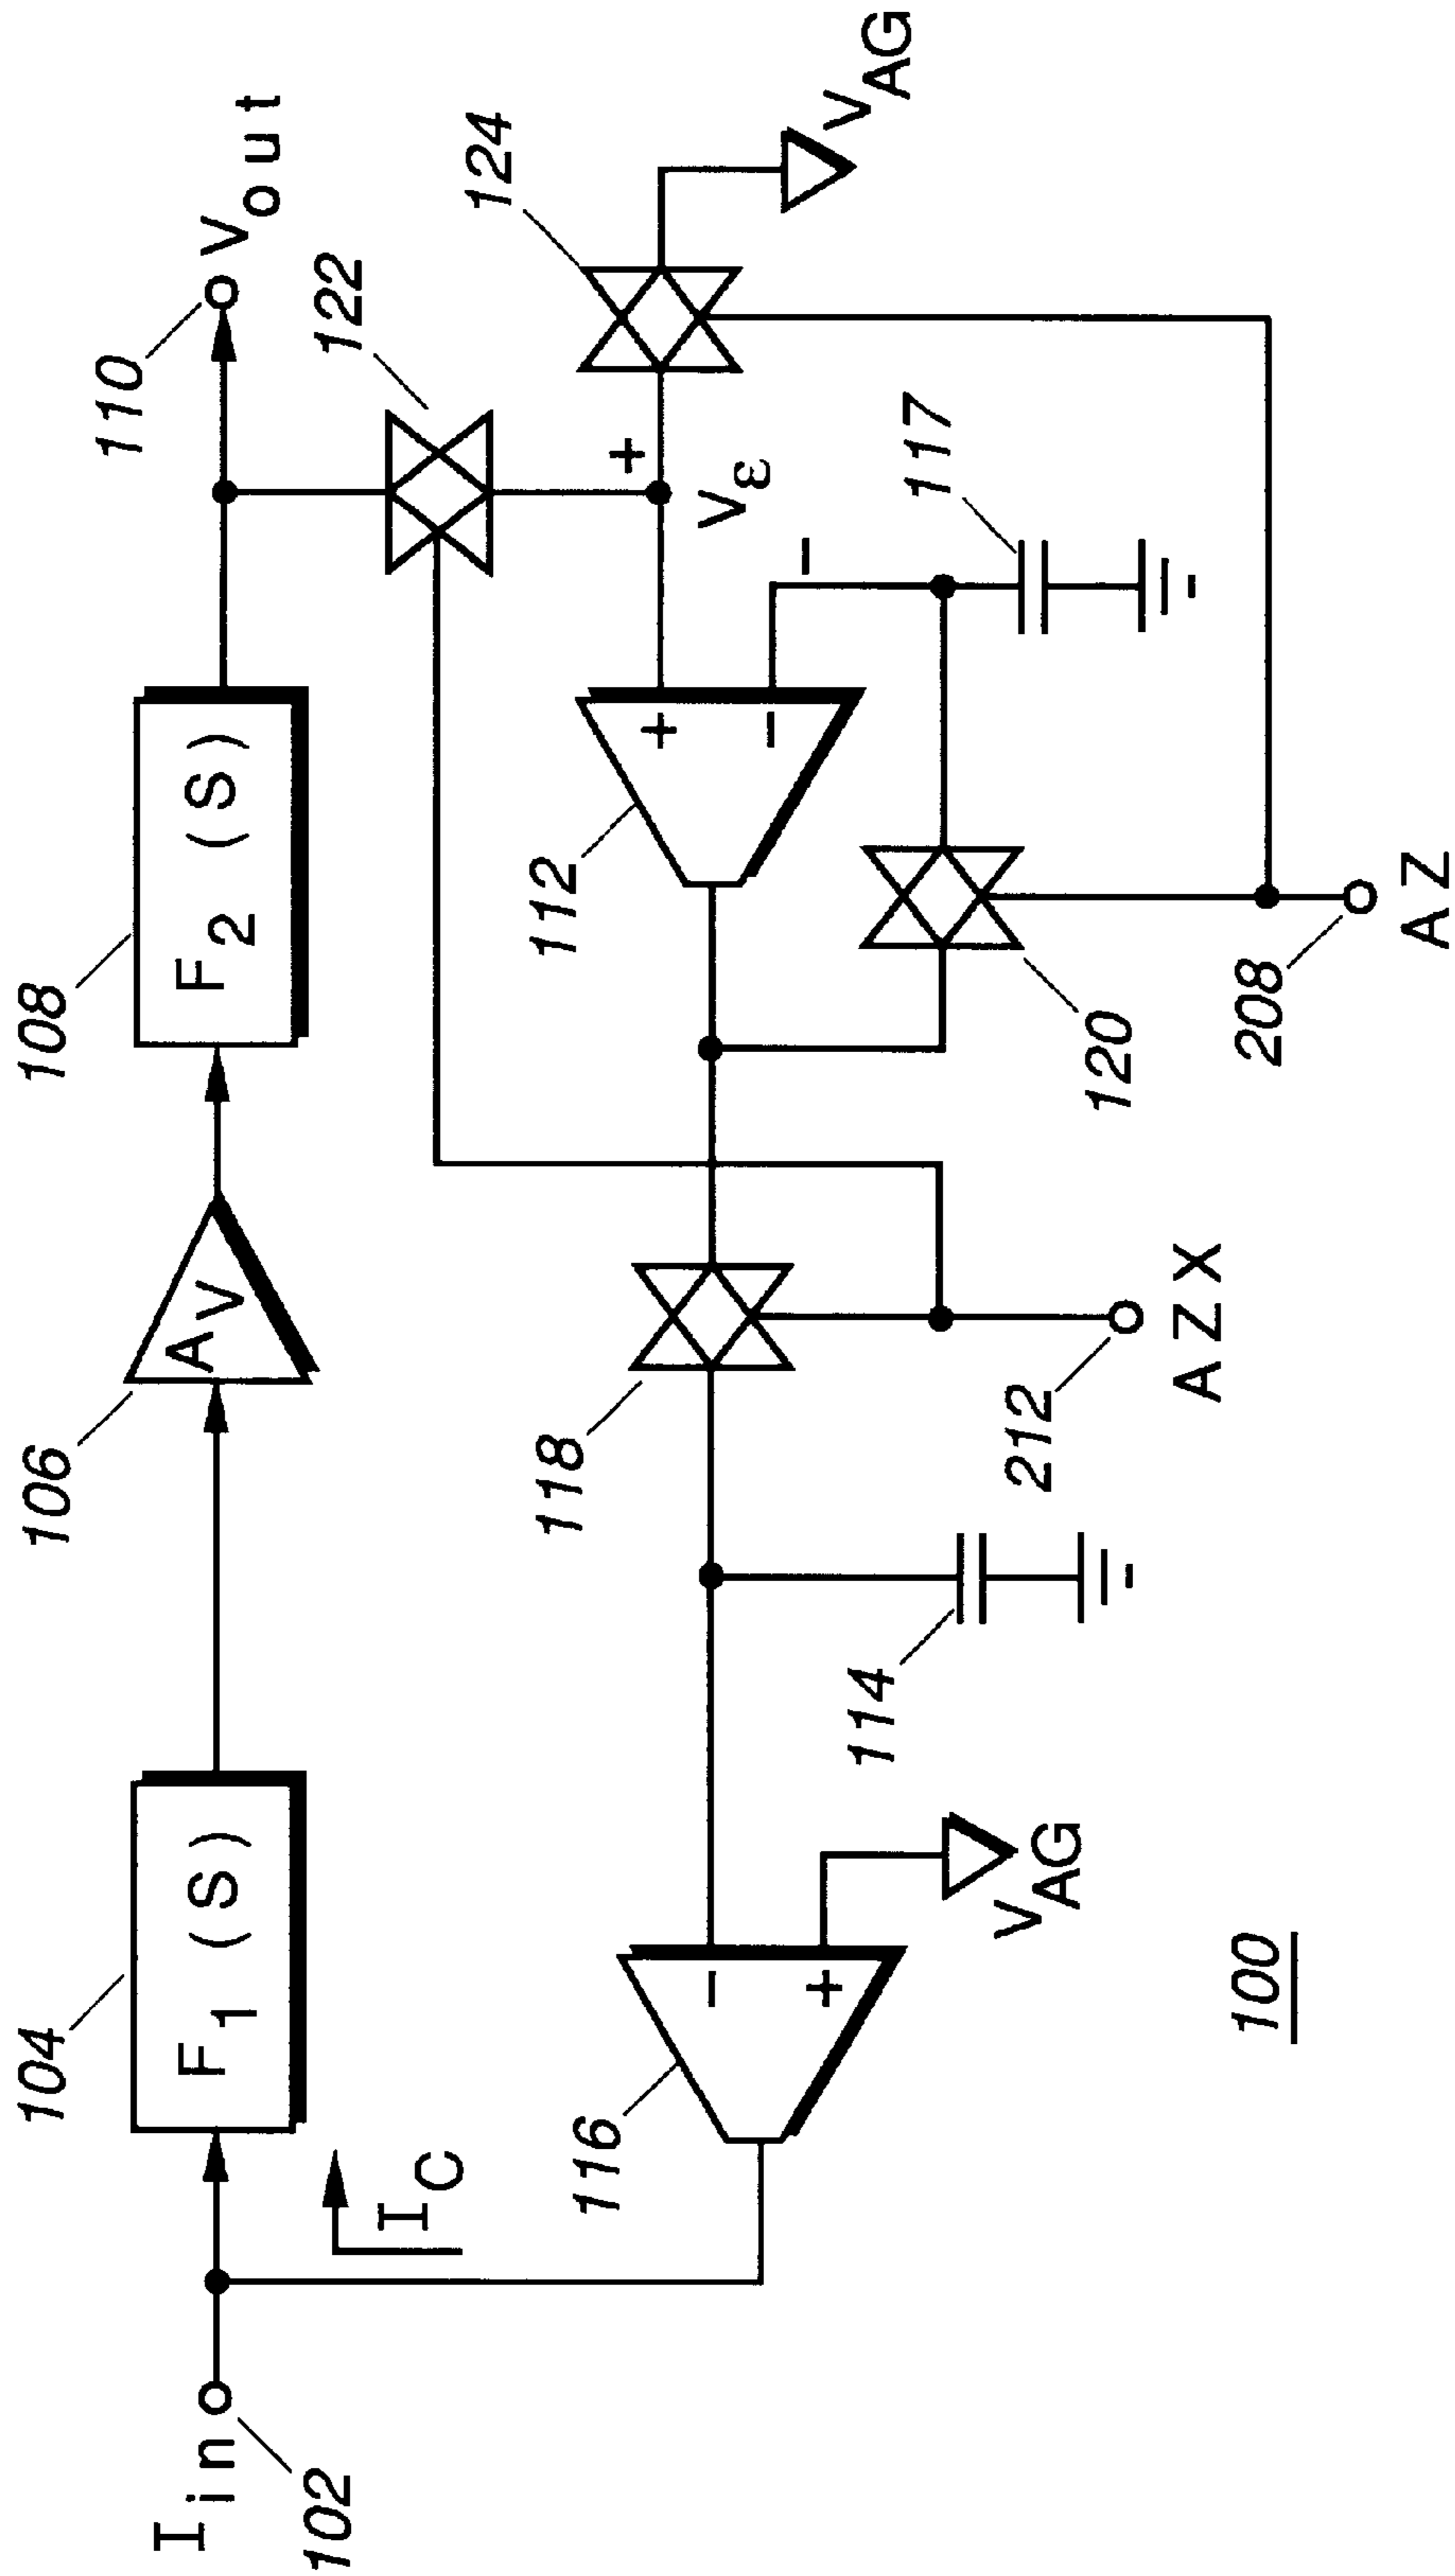 I in
102
104
F1 (S)
106
AV
108
F2 (S)
110
Vout
IC
116
-
+
VAG
114
118
212
AZX
112
+
-
120
208
AZ
122
+
Vε
-
117
124
VAG
100